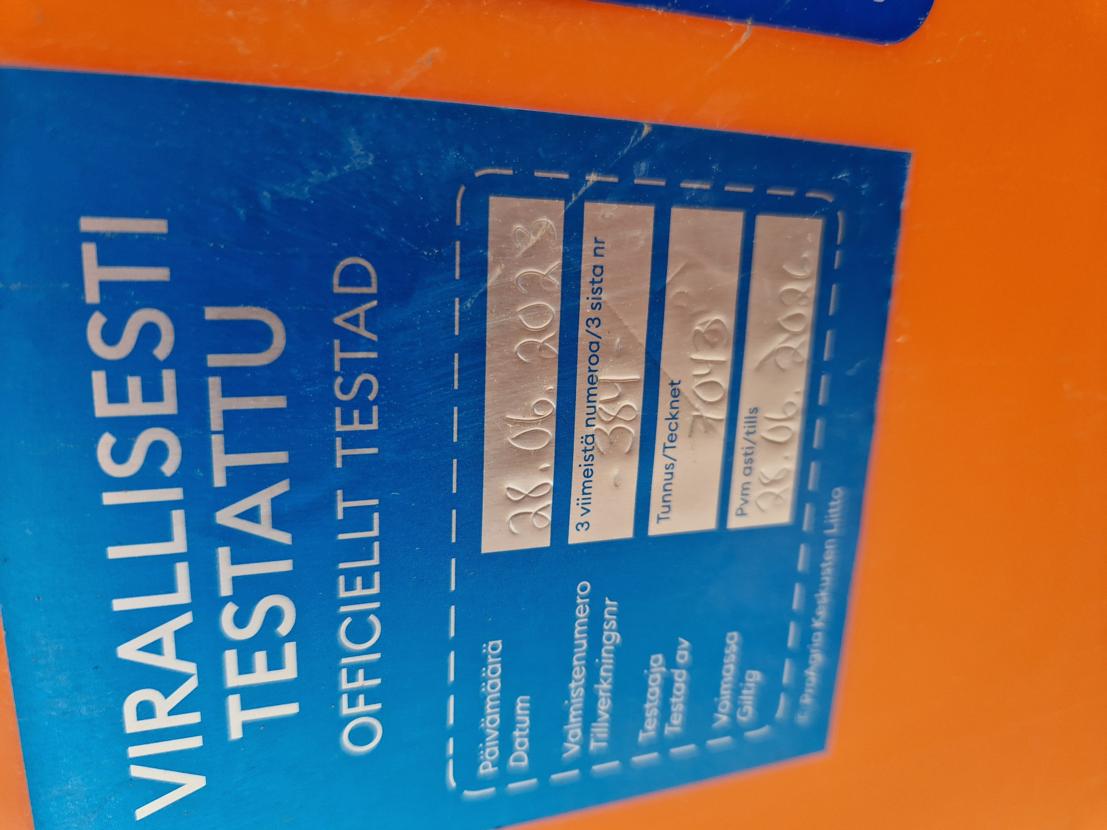 VIRALLISESTI
TESTATTU
OFFICIELLT TESTAD
Päivämäärä
Datum
28.06.2023
Valmistenumero
Tillverkningsnr
3 viimeistä numeroa/3 sista nr
- 384 -
Testaaja
Testad av
Tunnus/Tecknet
Voimassa
Giltig
Pvm asti/tills
28.06.2026.
© ProAgria Keskusten Liitto